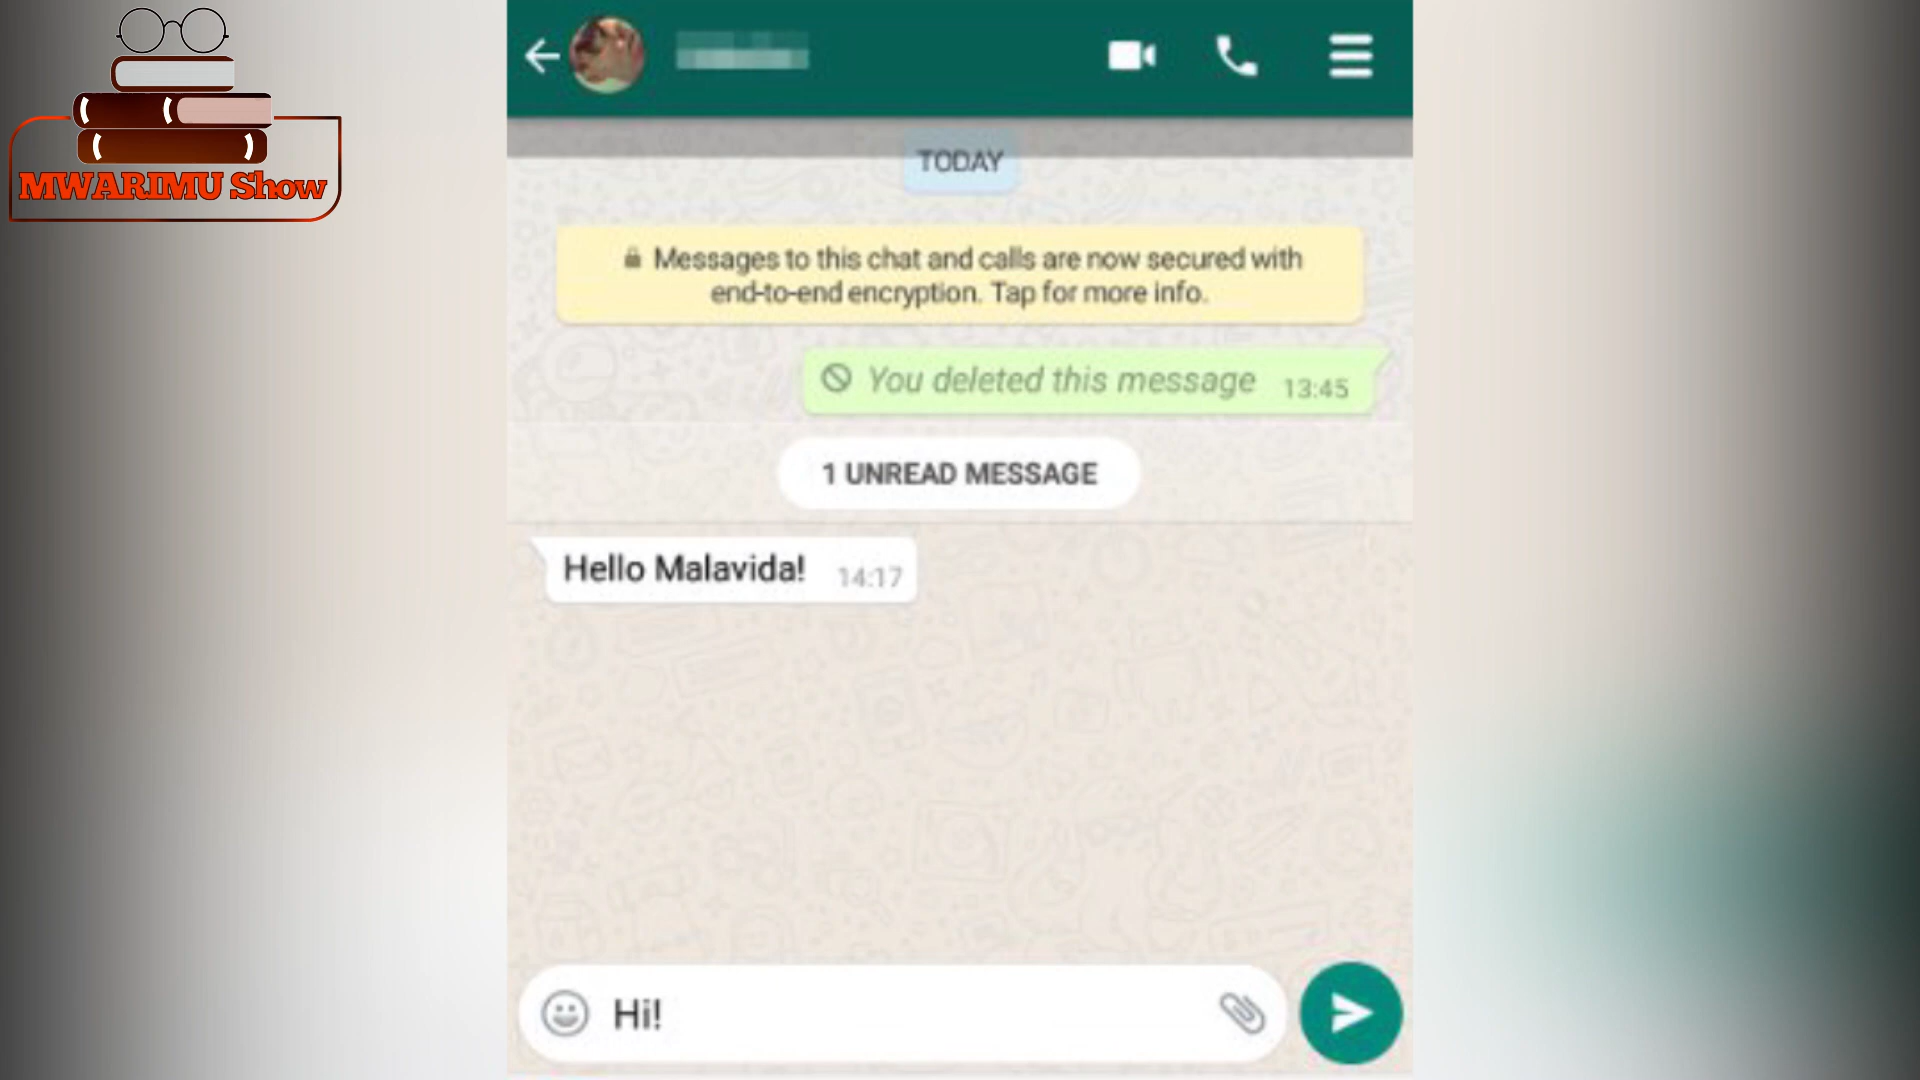 MWARIMU Show
TODAY
Messages to this chat and calls are now secured with
end-to-end encryption. Tap for more info.
You deleted this message 13:45
1 UNREAD MESSAGE
Hello Malavida! 14:17
Hi!